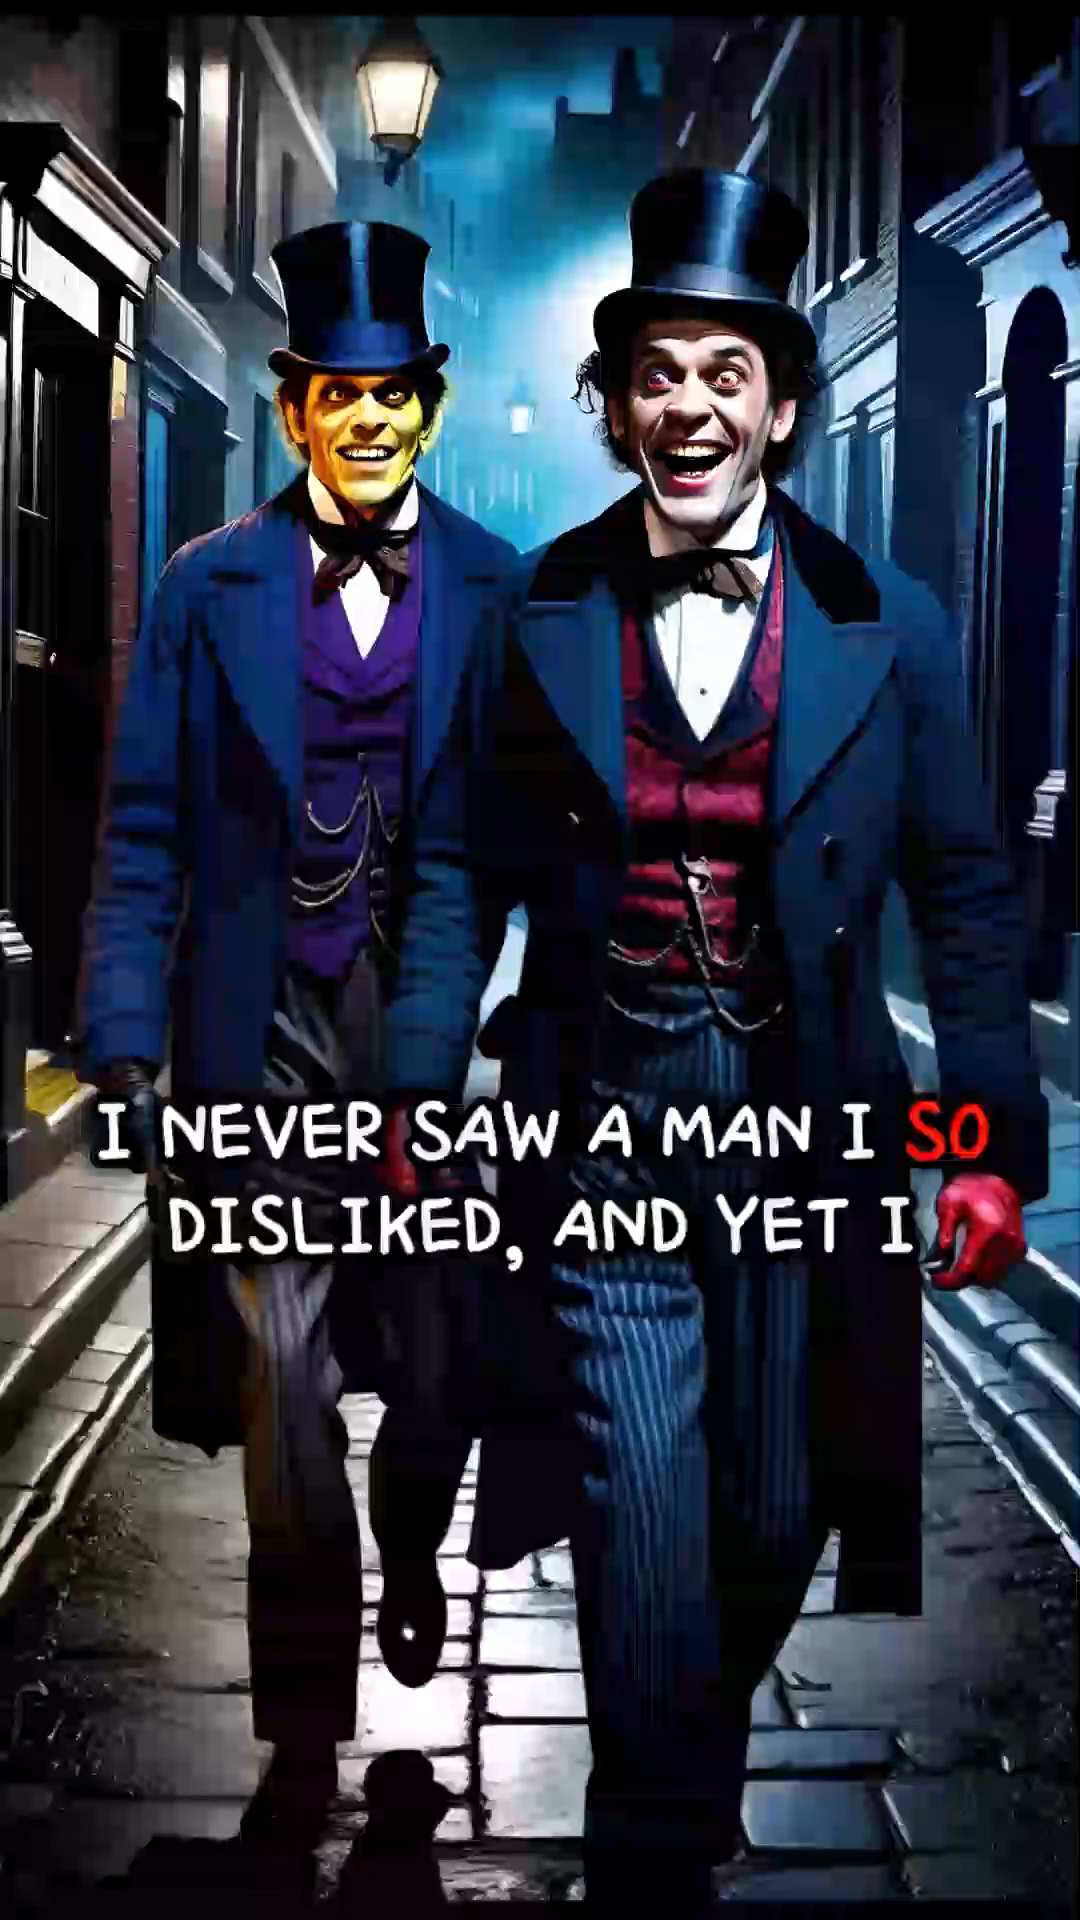 I NEVER SAW A MAN I SO
DISLIKED, AND YET I